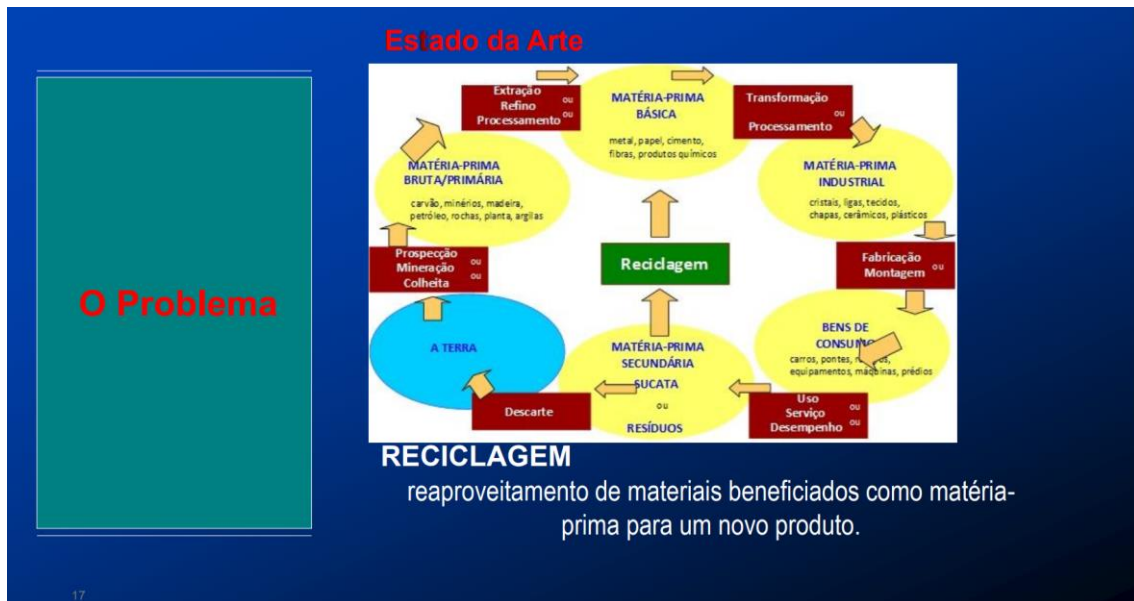 Estado da Arte
O Problema
Extração
ou
Refino
ou
Processamento
MATÉRIA-PRIMA
BÁSICA
metal, papel, cimento,
fibras, produtos químicos
Transformação
ou
Processamento
MATÉRIA-PRIMA
BRUTA/PRIMÁRIA
carvão, minérios, madeira,
petróleo, rochas, planta, argilas
MATÉRIA-PRIMA
INDUSTRIAL
cristais, ligas, tecidos,
chapas, cerâmicos, plásticos
Prospecção
ou
Mineração
ou
Colheita
Reciclagem
Fabricação
ou
Montagem
A TERRA
MATÉRIA-PRIMA
SECUNDÁRIA
SUCATA
ou
RESÍDUOS
BENS DE
CONSUMO
carros, pontes,
equipamentos, máquinas, prédios
Descarte
Uso
ou
Serviço
ou
Desempenho
RECICLAGEM
reaproveitamento de materiais beneficiados como matéria-
prima para um novo produto.
17